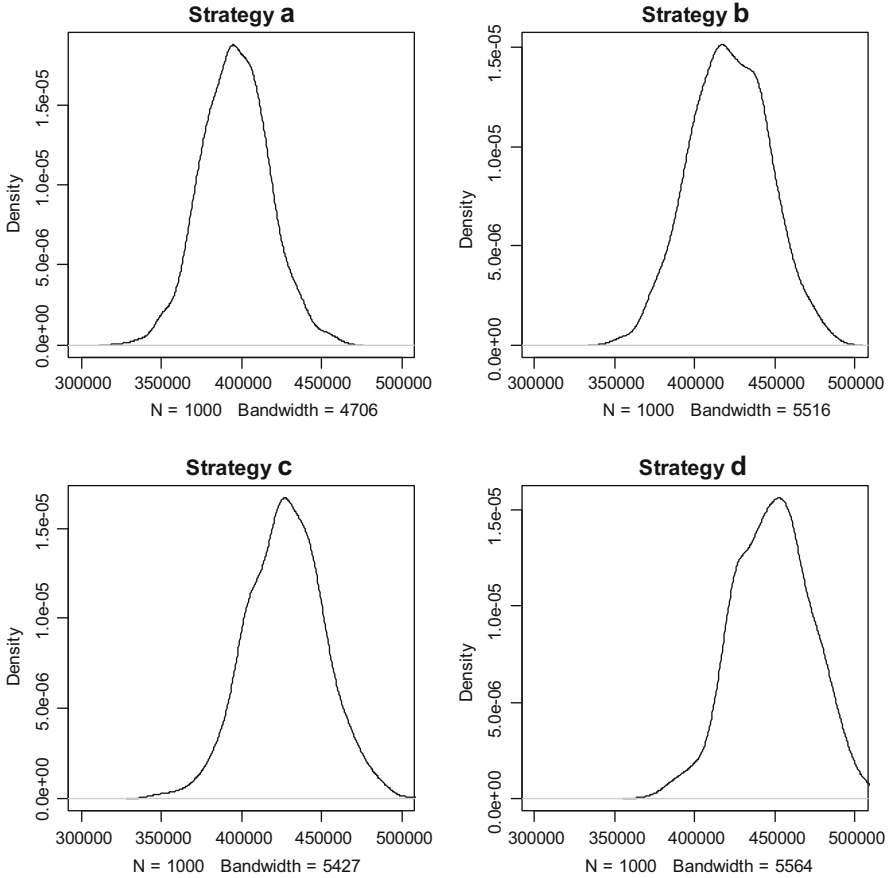 Strategy a
Density
0.0e+00 5.0e-06 1.0e-05 1.5e-05
300000 350000 400000 450000 500000
N = 1000 Bandwidth = 4706
Strategy b
Density
0.0e+00 5.0e-06 1.0e-05 1.5e-05
300000 350000 400000 450000 500000
N = 1000 Bandwidth = 5516
Strategy c
Density
0.0e+00 5.0e-06 1.0e-05 1.5e-05
300000 350000 400000 450000 500000
N = 1000 Bandwidth = 5427
Strategy d
Density
0.0e+00 5.0e-06 1.0e-05 1.5e-05
300000 350000 400000 450000 500000
N = 1000 Bandwidth = 5564